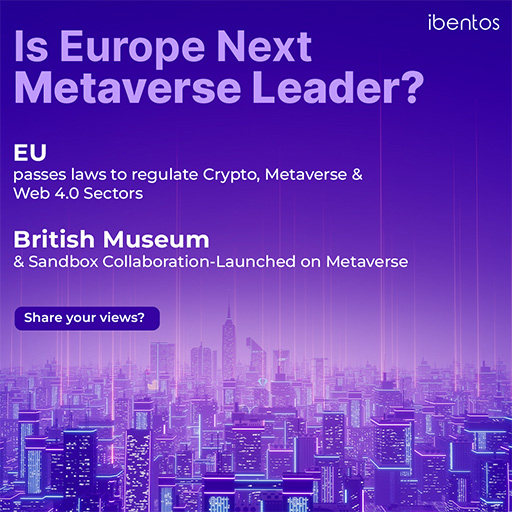 ibentos
Is Europe Next
Metaverse Leader?
EU
passes laws to regulate Crypto, Metaverse &
Web 4.0 Sectors
British Museum
& Sandbox Collaboration-Launched on Metaverse
Share your views?